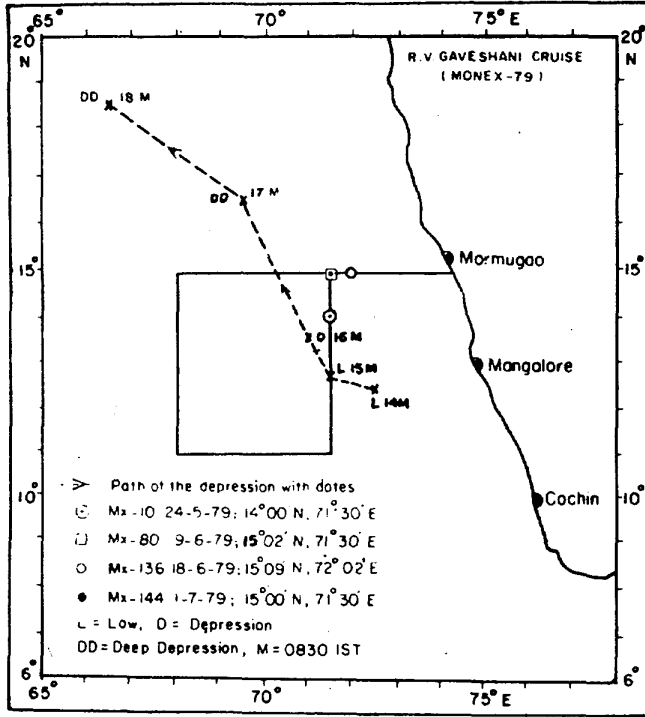 65° 70° 75° E 
20° 20°
N R.V GAVESHANI CRUISE N
(MONEX-79)
DD 18 M
DD 17 M
Mormugao
15° 15°
D 16 M
L 15 M
Mangalore
L 14 M
Path of the depression with dates
10° 10°
Cochin
Mx-10 24-5-79; 14°00' N, 71°30' E
Mx-80 9-6-79; 15°02' N, 71°30' E
Mx-136 18-6-79; 15°09' N, 72°02' E
Mx-144 1-7-79; 15°00' N, 71°30' E
L = Low, D = Depression
DD = Deep Depression, M = 0830 IST
6° 6°
65° 70° 75° E
N N